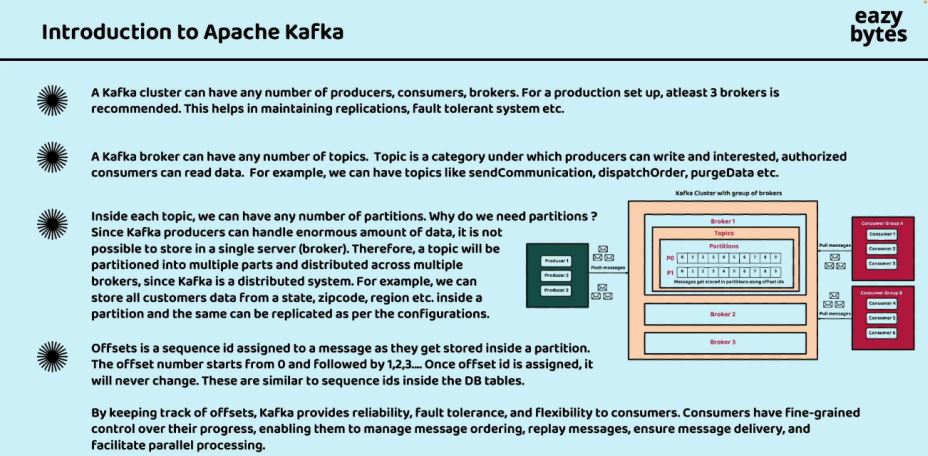 Introduction to Apache Kafka
eazy
bytes
A Kafka cluster can have any number of producers, consumers, brokers. For a production set up, atleast 3 brokers is
recommended. This helps in maintaining replications, fault tolerant system etc.
A Kafka broker can have any number of topics. Topic is a category under which producers can write and interested, authorized
consumers can read data. For example, we can have topics like sendCommunication, dispatchOrder, purgeData etc.
Inside each topic, we can have any number of partitions. Why do we need partitions ?
Since Kafka producers can handle enormous amount of data, it is not
possible to store in a single server (broker). Therefore, a topic will be
partitioned into multiple parts and distributed across multiple
brokers, since Kafka is a distributed system. For example, we can
store all customers data from a state, zipcode, region etc. inside a
partition and the same can be replicated as per the configurations.
Kafka Cluster with group of brokers
Producer 1
Producer 2
Producer 3
Push messages
Broker 1
Topics
Partitions
P0 0 1 2 3 4 5 6 7 8 9
P1 0 1 2 3 4 5 6 7 8 9
Messages get stored in partitions using offset ids
Broker 2
Broker 3
Pull messages
Pull messages
Consumer Group A
Consumer 1
Consumer 2
Consumer 3
Consumer Group B
Consumer 4
Consumer 5
Consumer 6
Offsets is a sequence id assigned to a message as they get stored inside a partition.
The offset number starts from 0 and followed by 1,2,3.... Once offset id is assigned, it
will never change. These are similar to sequence ids inside the DB tables.
By keeping track of offsets, Kafka provides reliability, fault tolerance, and flexibility to consumers. Consumers have fine-grained
control over their progress, enabling them to manage message ordering, replay messages, ensure message delivery, and
facilitate parallel processing.